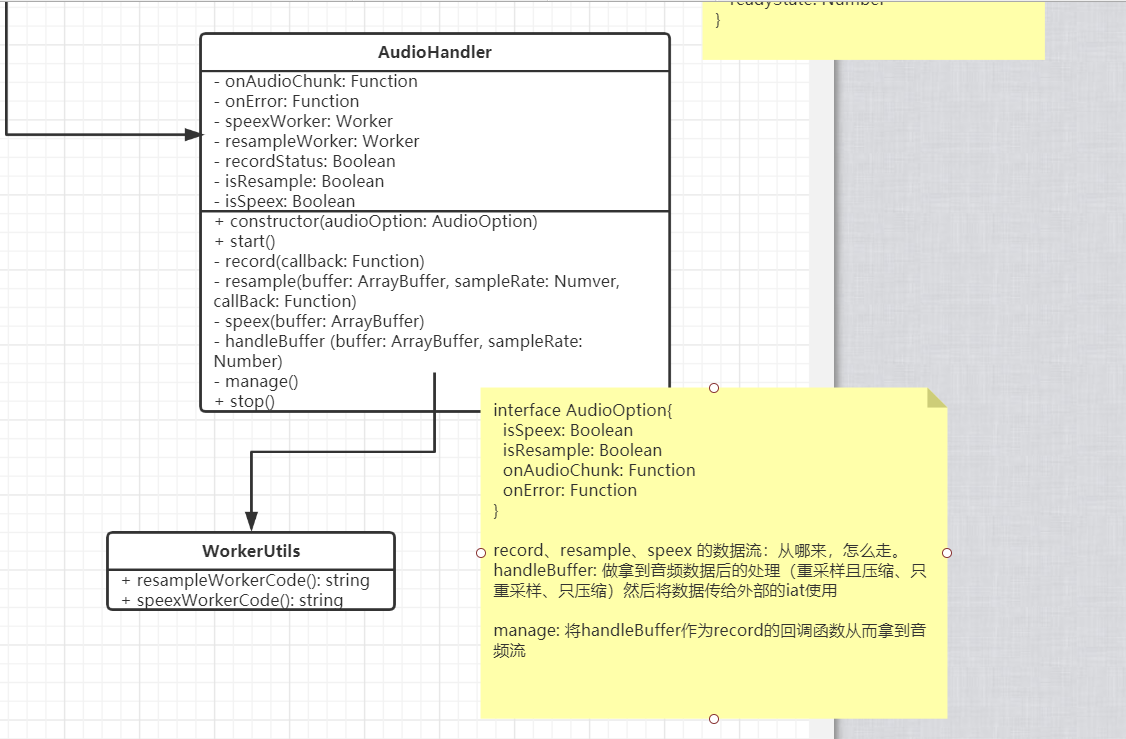 readyState: Number
}
AudioHandler
- onAudioChunk: Function
- onError: Function
- speexWorker: Worker
- resampleWorker: Worker
- recordStatus: Boolean
- isResample: Boolean
- isSpeex: Boolean
+ constructor(audioOption: AudioOption)
+ start()
- record(callback: Function)
- resample(buffer: ArrayBuffer, sampleRate: Numver,
callBack: Function)
- speex(buffer: ArrayBuffer)
- handleBuffer (buffer: ArrayBuffer, sampleRate:
Number)
- manage()
+ stop()
interface AudioOption{
isSpeex: Boolean
isResample: Boolean
onAudioChunk: Function
onError: Function
}
record、resample、speex 的数据流：从哪来，怎么走。
handleBuffer: 做拿到音频数据后的处理（重采样且压缩、只
重采样、只压缩）然后将数据传给外部的iat使用
manage: 将handleBuffer作为record的回调函数从而拿到音
频流
WorkerUtils
+ resampleWorkerCode(): string
+ speexWorkerCode(): string